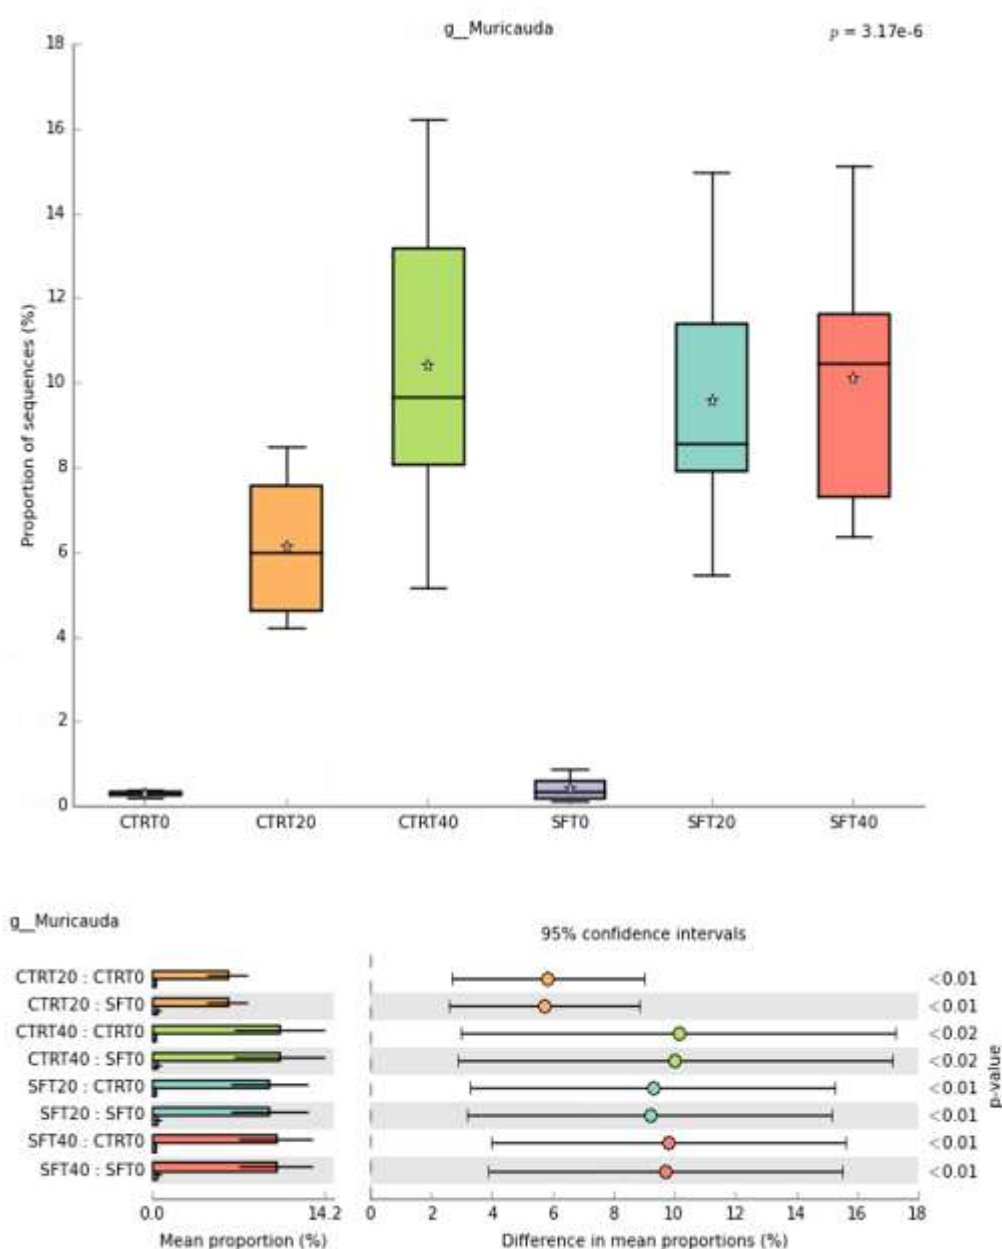 g__Muricauda
p = 3.17e-6
18
16
14
12
10
8
6
4
2
0
Proportion of sequences (%)
CTRT0 CTRT20 CTRT40 SFT0 SFT20 SFT40
g__Muricauda
95% confidence intervals
CTRT20 : CTRT0 <0.01
CTRT20 : SFT0 <0.01
CTRT40 : CTRT0 <0.02
CTRT40 : SFT0 <0.02
SFT20 : CTRT0 <0.01
SFT20 : SFT0 <0.01
SFT40 : CTRT0 <0.01
SFT40 : SFT0 <0.01
p-value
0.0 14.2 0 2 4 6 8 10 12 14 16 18
Mean proportion (%) Difference in mean proportions (%)